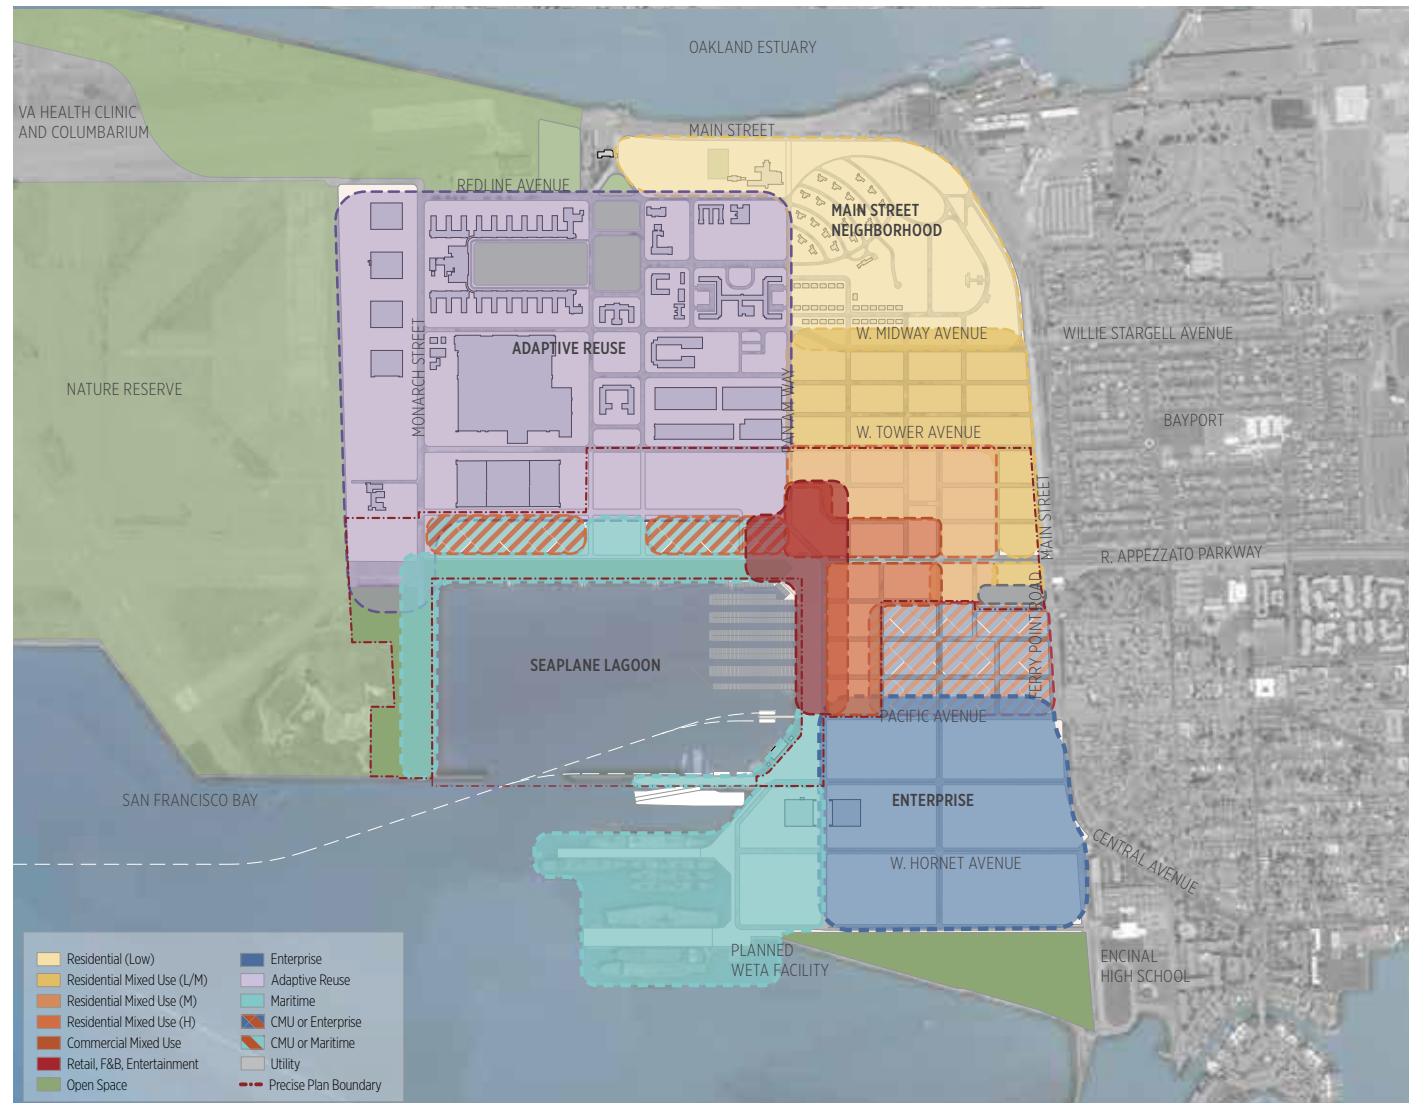 OAKLAND ESTUARY
VA HEALTH CLINIC
AND COLUMBARIUM
MAIN STREET
REDLINE AVENUE
MAIN STREET
NEIGHBORHOOD
W. MIDWAY AVENUE
WILLIE STARGELL AVENUE
ADAPTIVE REUSE
MONARCH STREET
NATURE RESERVE
PAN AM WAY
BAYPORT
W. TOWER AVENUE
MAIN STREET
R. APPEZZATO PARKWAY
FERRY POINT ROAD
SEAPLANE LAGOON
PACIFIC AVENUE
SAN FRANCISCO BAY
ENTERPRISE
CENTRAL AVENUE
W. HORNET AVENUE
PLANNED
WETA FACILITY
ENCINAL
HIGH SCHOOL
Residential (Low)
Residential Mixed Use (L/M)
Residential Mixed Use (M)
Residential Mixed Use (H)
Commercial Mixed Use
Retail, F&B, Entertainment
Open Space
Enterprise
Adaptive Reuse
Maritime
CMU or Enterprise
CMU or Maritime
Utility
Precise Plan Boundary